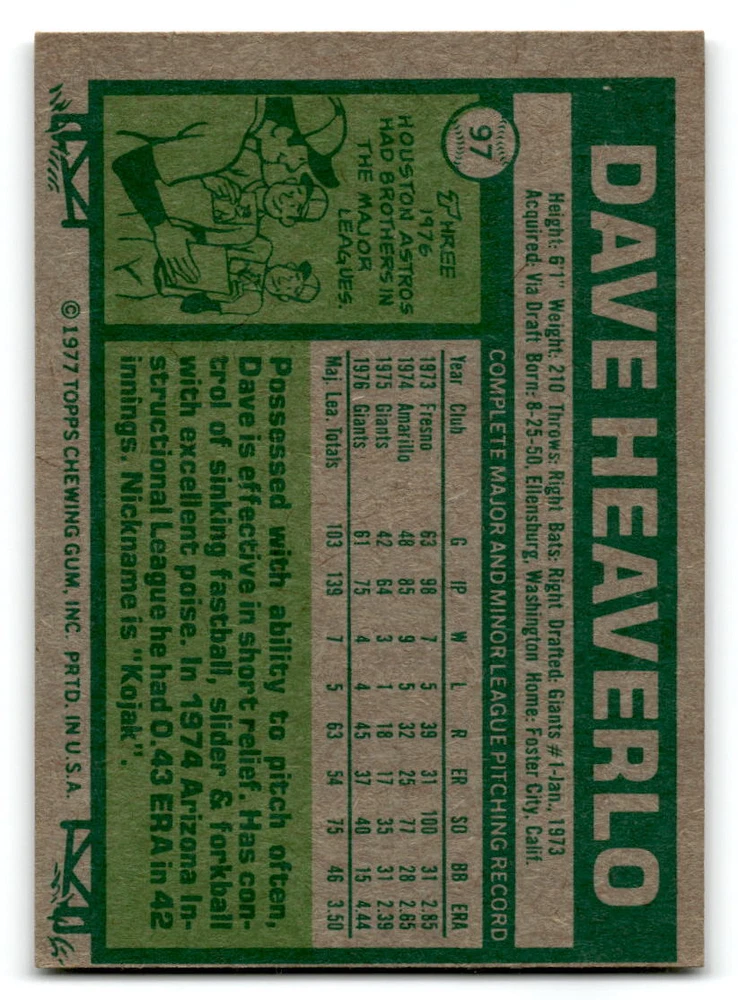 97
DAVE HEAVERLO
Height: 6'1" Weight: 210 Throws: Right Bats: Right Drafted: Giants #1-Jan., 1973
Acquired: Via Draft Born: 8-25-50, Ellensburg, Washington Home: Foster City, Calif.
COMPLETE MAJOR AND MINOR LEAGUE PITCHING RECORD
Year Club G IP W L R ER SO BB ERA
1973 Fresno 63 98 7 5 39 31 100 31 2.85
1974 Amarillo 48 85 9 5 32 25 77 28 2.65
1975 Giants 42 64 3 1 18 17 35 31 2.39
1976 Giants 61 75 4 4 45 37 40 15 4.44
Maj. Lea. Totals 103 139 7 5 63 54 75 46 3.50
THREE
1976
HOUSTON ASTROS
HAD BROTHERS IN
THE MAJOR
LEAGUES.
Possessed with ability to pitch often,
Dave is effective in short relief. Has con-
trol of sinking fastball, slider & forkball
with excellent poise. In 1974 Arizona In-
structional League he had 0.43 ERA in 42
innings. Nickname is "Kojak".
© 1977 TOPPS CHEWING GUM, INC. PRTD. IN U.S.A.